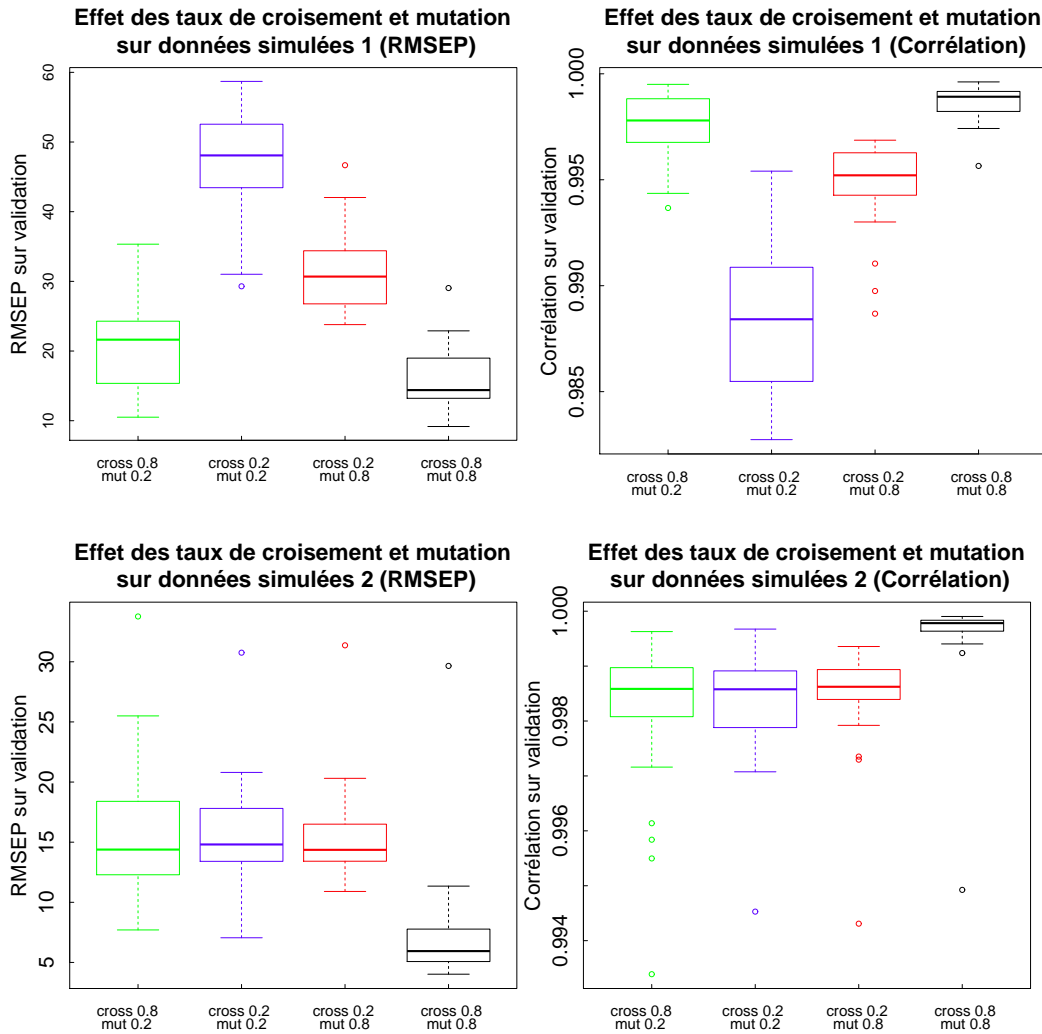 Effet des taux de croisement et mutation
sur données simulées 1 (RMSEP)
RMSEP sur validation
60
50
40
30
20
10
cross 0.8
mut 0.2
cross 0.2
mut 0.2
cross 0.2
mut 0.8
cross 0.8
mut 0.8
Effet des taux de croisement et mutation
sur données simulées 1 (Corrélation)
Corrélation sur validation
1.000
0.995
0.990
0.985
cross 0.8
mut 0.2
cross 0.2
mut 0.2
cross 0.2
mut 0.8
cross 0.8
mut 0.8
Effet des taux de croisement et mutation
sur données simulées 2 (RMSEP)
RMSEP sur validation
30
25
20
15
10
5
cross 0.8
mut 0.2
cross 0.2
mut 0.2
cross 0.2
mut 0.8
cross 0.8
mut 0.8
Effet des taux de croisement et mutation
sur données simulées 2 (Corrélation)
Corrélation sur validation
1.000
0.998
0.996
0.994
cross 0.8
mut 0.2
cross 0.2
mut 0.2
cross 0.2
mut 0.8
cross 0.8
mut 0.8